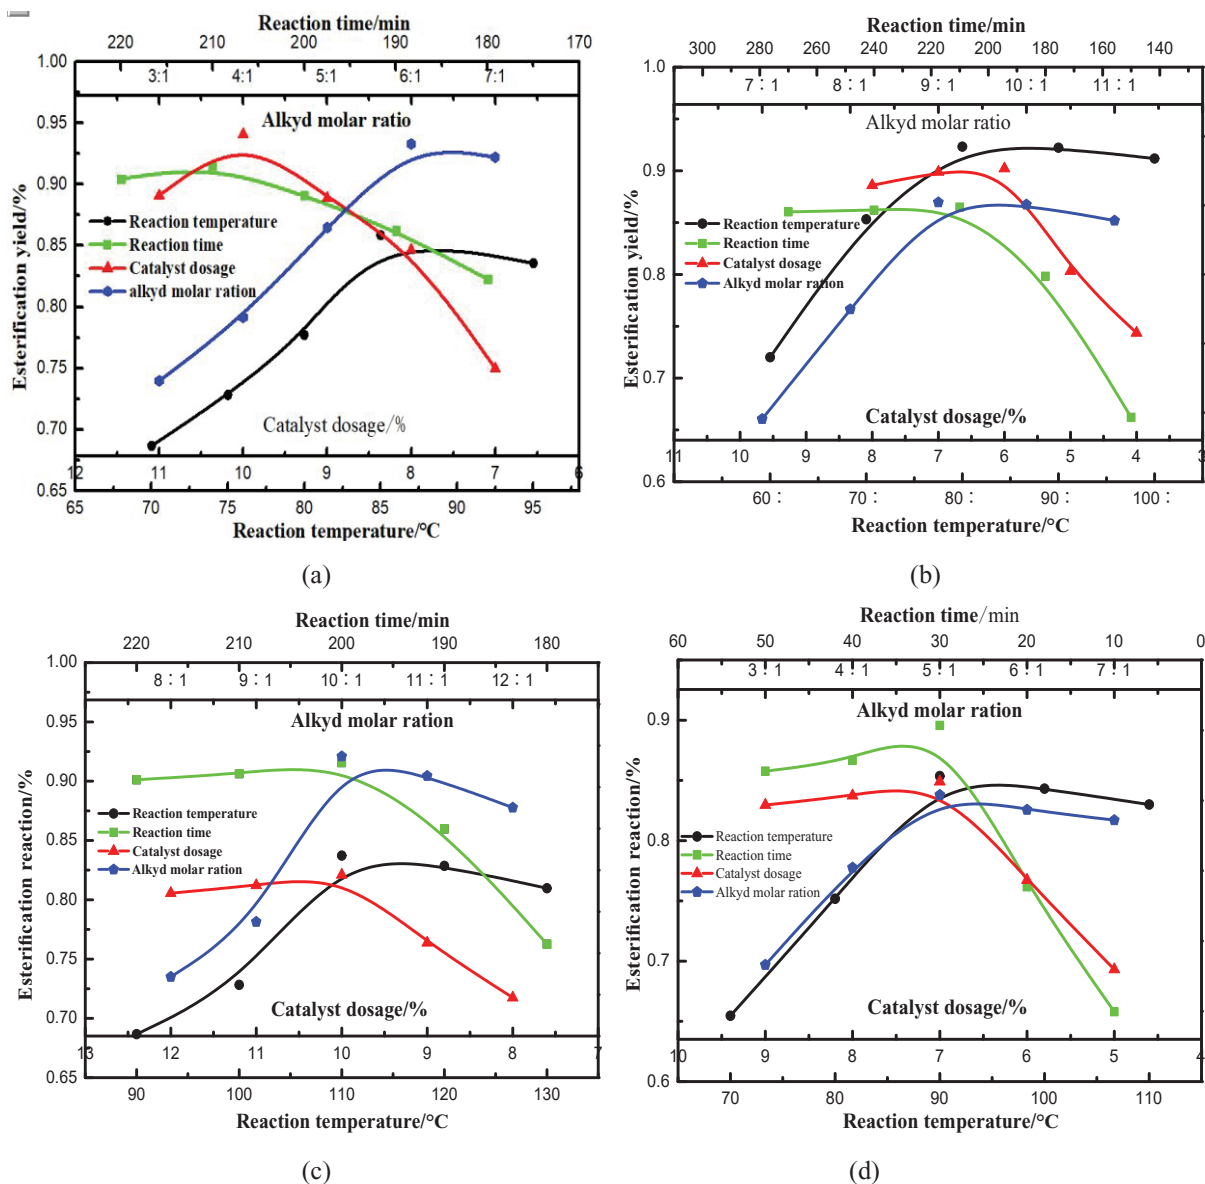 Reaction time/min
220 210 200 190 180 170
1.00
3:1 4:1 5:1 6:1 7:1
Alkyd molar ratio
0.95
0.90
0.85
0.80
0.75
0.70
0.65
Esterification yield/%
Reaction temperature
Reaction time
Catalyst dosage
alkyd molar ration
Catalyst dosage/%
12 11 10 9 8 7 6
65 70 75 80 85 90 95
Reaction temperature/°C
(a)
Reaction time/min
300 280 260 240 220 200 180 160 140
1.0
7 : 1 8 : 1 9 : 1 10 : 1 11 : 1
Alkyd molar ratio
0.9
0.8
0.7
0.6
Esterification yield/%
Reaction temperature
Reaction time
Catalyst dosage
Alkyd molar ration
Catalyst dosage/%
11 10 9 8 7 6 5 4 3
60 : 70 : 80 : 90 : 100 :
Reaction temperature/°C
(b)
Reaction time/min
220 210 200 190 180
1.00
8 : 1 9 : 1 10 : 1 11 : 1 12 : 1
Alkyd molar ration
0.95
0.90
0.85
0.80
0.75
0.70
0.65
Esterification reaction/%
Reaction temperature
Reaction time
Catalyst dosage
Alkyd molar ration
Catalyst dosage/%
13 12 11 10 9 8 7
90 100 110 120 130
Reaction temperature/°C
(c)
Reaction time/min
60 50 40 30 20 10 0
3 : 1 4 : 1 5 : 1 6 : 1 7 : 1
Alkyd molar ration
0.9
0.8
0.7
0.6
Esterification reaction/%
Reaction temperature
Reaction time
Catalyst dosage
Alkyd molar ration
Catalyst dosage/%
10 9 8 7 6 5 4
70 80 90 100 110
Reaction temperature/°C
(d)